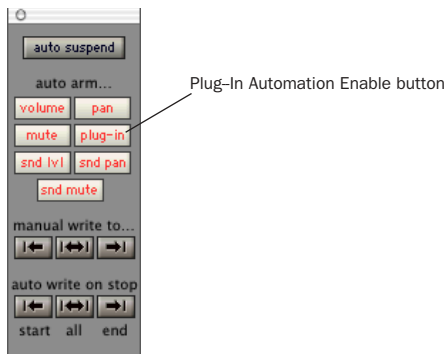 auto suspend
auto arm...
volume pan
mute plug-in
snd lvl snd pan
snd mute
Plug–In Automation Enable button
manual write to...
auto write on stop
start all end